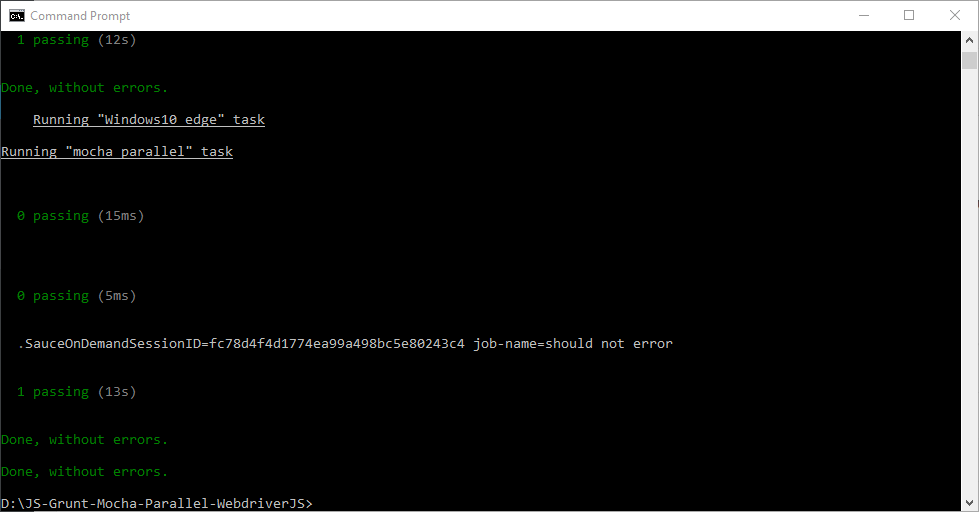 Command Prompt
1 passing (12s)
Done, without errors.
Running "Windows10 edge" task
Running "mocha parallel" task
0 passing (15ms)
0 passing (5ms)
.SauceOnDemandSessionID=fc78d4f4d1774ea99a498bc5e80243c4 job-name=should not error
1 passing (13s)
Done, without errors.
Done, without errors.
D:\JS-Grunt-Mocha-Parallel-WebdriverJS>